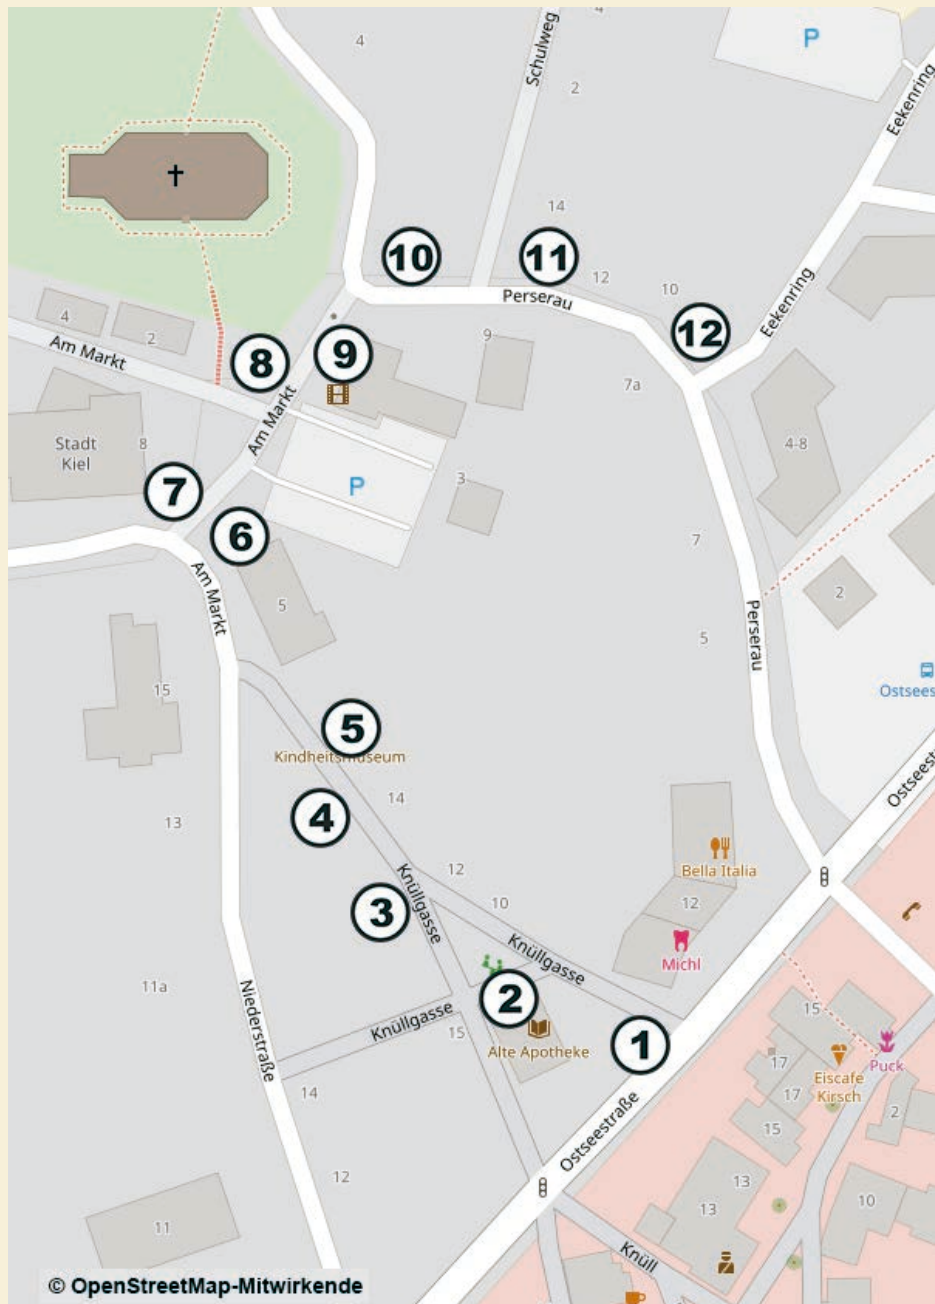 4
Schulweg
4
P
2
Eekenring
†
14
10
11
12
10
Perserau
12
Eekenring
4
2
Am Markt
8
9
9
7a
Am Markt
Stadt
Kiel
8
4-8
7
P
3
6
7
Am Markt
5
2
Perserau
5
15
Ostsees
5
Kindheitsmuseum
14
4
13
Ostseest
12
Bella Italia
Knüllgasse
3
10
12
Knüllgasse
Michl
11a
Niederstraße
2
Knüllgasse
15
Alte Apotheke
1
15
17
Puck
Eiscafe
Kirsch
17
14
2
15
Ostseestraße
12
13
13
10
11
Knüll
© OpenStreetMap-Mitwirkende